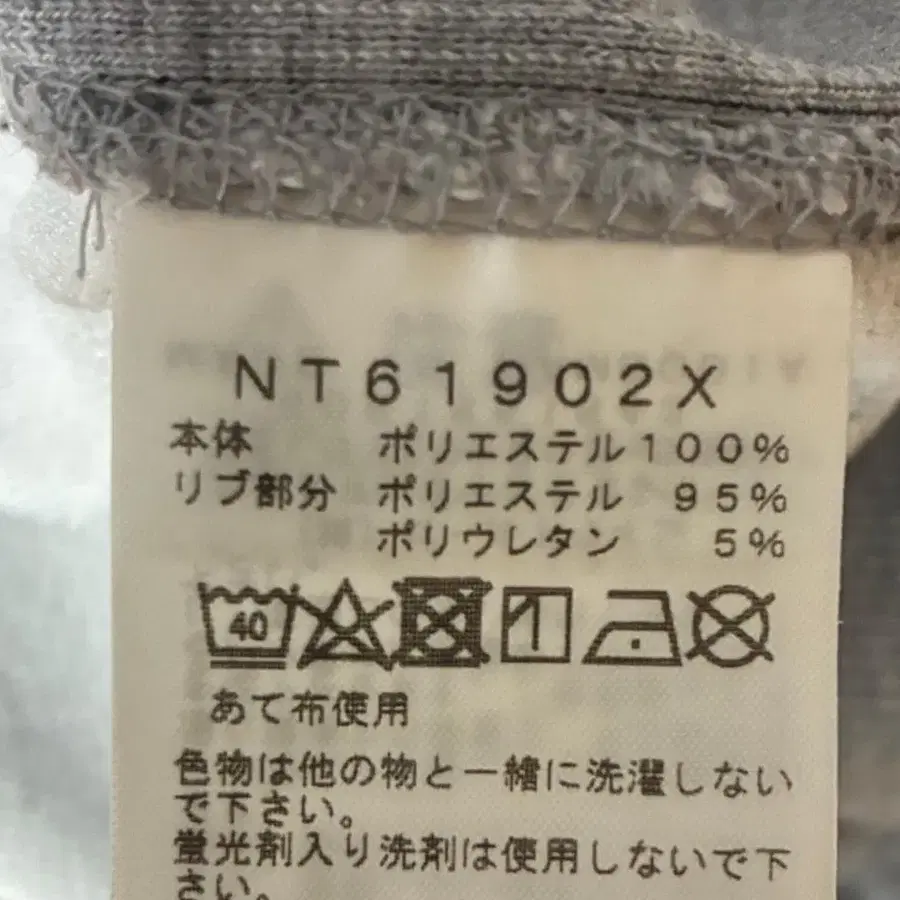 NT61902X
本体 ポリエステル100%
リブ部分 ポリエステル 95%
ポリウレタン 5%
40
あて布使用
色物は他の物と一緒に洗濯しない
で下さい。
蛍光剤入り洗剤は使用しないで下
さい。